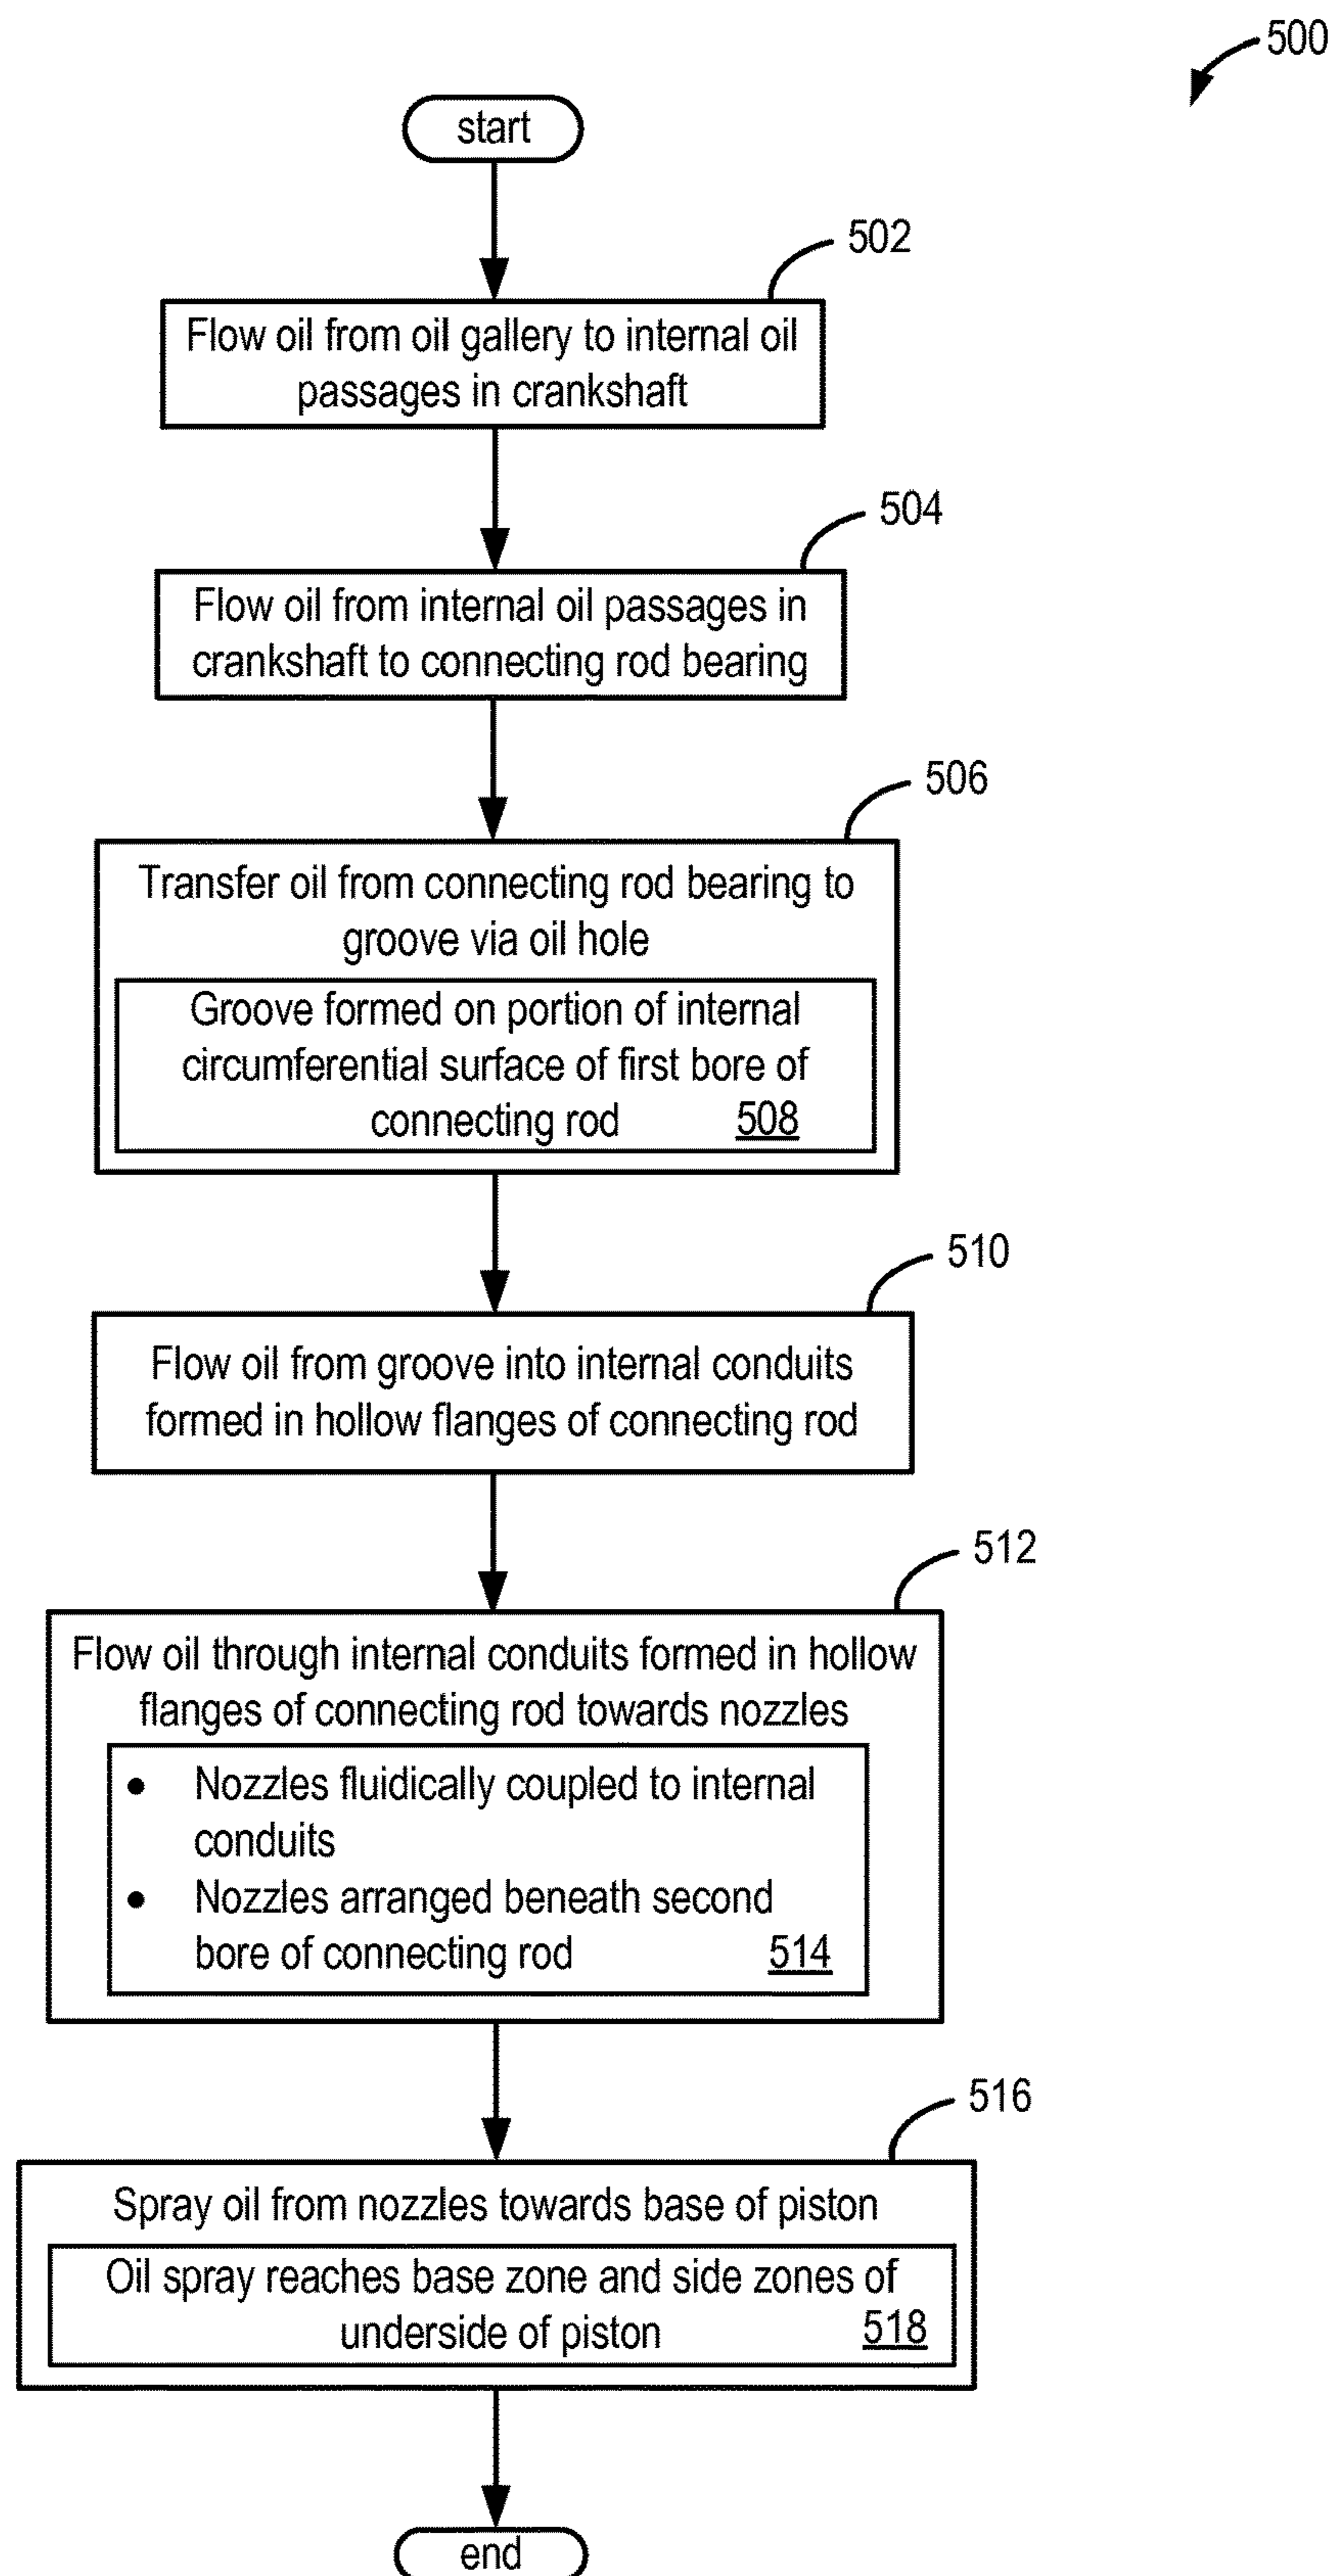 500
start
502
Flow oil from oil gallery to internal oil
passages in crankshaft
504
Flow oil from internal oil passages in
crankshaft to connecting rod bearing
506
Transfer oil from connecting rod bearing to
groove via oil hole
Groove formed on portion of internal
circumferential surface of first bore of
connecting rod 508
510
Flow oil from groove into internal conduits
formed in hollow flanges of connecting rod
512
Flow oil through internal conduits formed in hollow
flanges of connecting rod towards nozzles
• Nozzles fluidically coupled to internal
conduits
• Nozzles arranged beneath second
bore of connecting rod 514
516
Spray oil from nozzles towards base of piston
Oil spray reaches base zone and side zones of
underside of piston 518
end